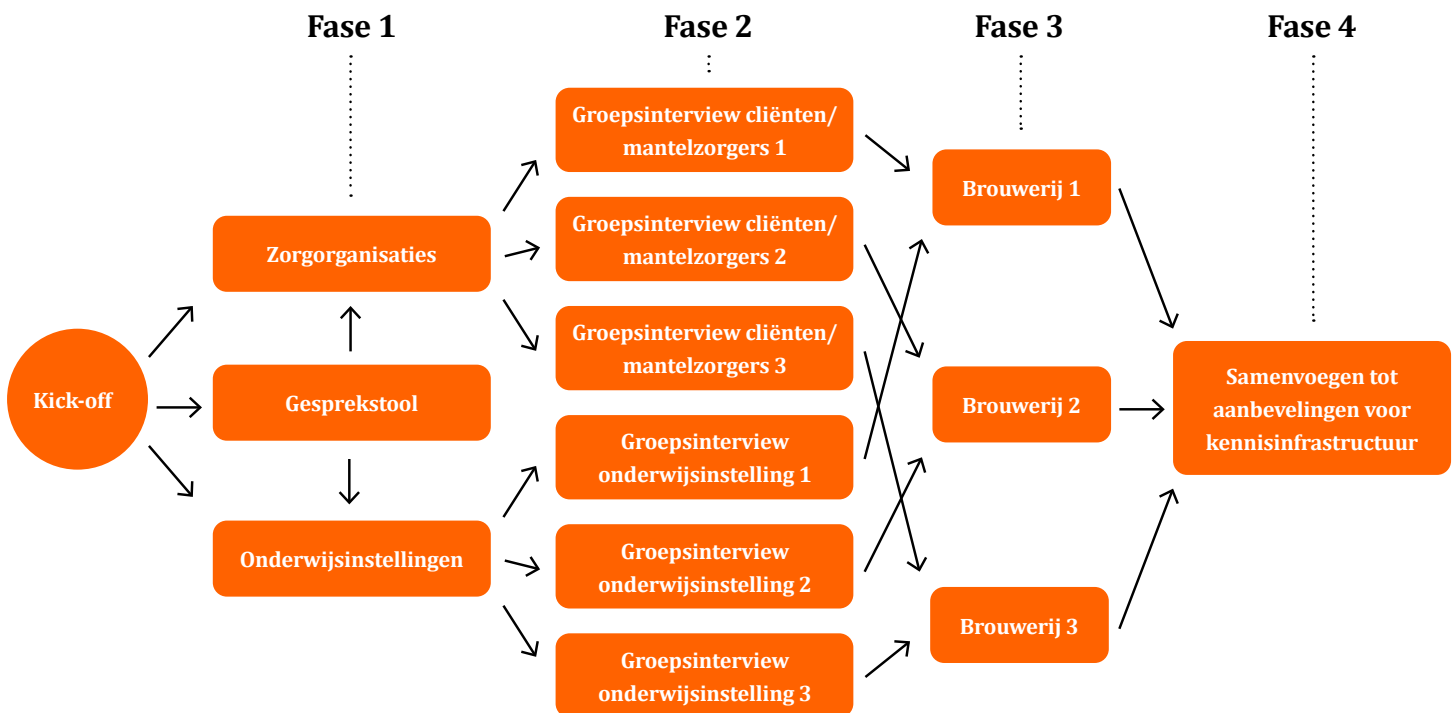 Fase 1
Fase 2
Fase 3
Fase 4
Kick-off
Zorgorganisaties
Gesprekstool
Onderwijsinstellingen
Groepsinterview cliënten/
mantelzorgers 1
Groepsinterview cliënten/
mantelzorgers 2
Groepsinterview cliënten/
mantelzorgers 3
Groepsinterview
onderwijsinstelling 1
Groepsinterview
onderwijsinstelling 2
Groepsinterview
onderwijsinstelling 3
Brouwerij 1
Brouwerij 2
Brouwerij 3
Samenvoegen tot
aanbevelingen voor
kennisinfrastructuur